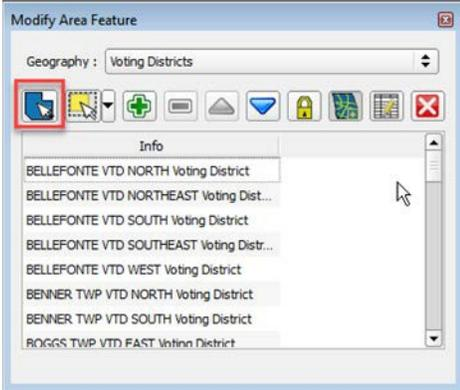 Modify Area Feature
Geography : Voting Districts
Info
BELLEFONTE VTD NORTH Voting District
BELLEFONTE VTD NORTHEAST Voting Dist...
BELLEFONTE VTD SOUTH Voting District
BELLEFONTE VTD SOUTHEAST Voting Distr...
BELLEFONTE VTD WEST Voting District
BENNER TWP VTD NORTH Voting District
BENNER TWP VTD SOUTH Voting District
BOGGS TWP VTD EAST Voting District